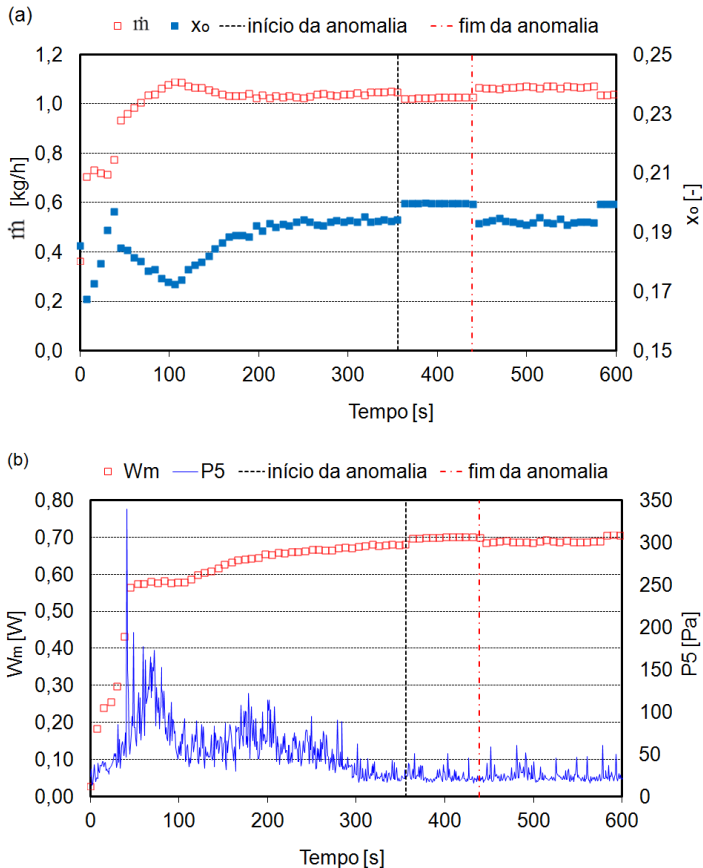 (a)
ṁ xo início da anomalia fim da anomalia
1,2
1,0
0,8
0,6
0,4
0,2
0,0
ṁ [kg/h]
0,25
0,23
0,21
0,19
0,17
0,15
xo [-]
0 100 200 300 400 500 600
Tempo [s]
(b)
Wm P5 início da anomalia fim da anomalia
0,80
0,70
0,60
0,50
0,40
0,30
0,20
0,10
0,00
Wm [W]
350
300
250
200
150
100
50
0
P5 [Pa]
0 100 200 300 400 500 600
Tempo [s]